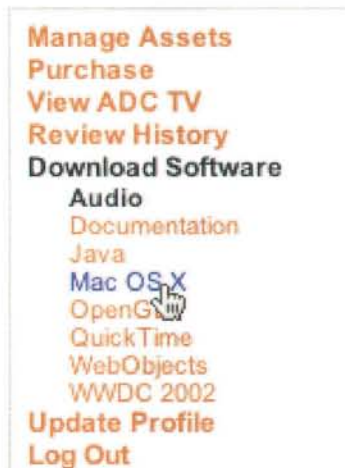 Manage Assets
Purchase
View ADC TV
Review History
Download Software
Audio
Documentation
Java
Mac OS X
QuickTime
WebObjects
WWDC 2002
Update Profile
Log Out